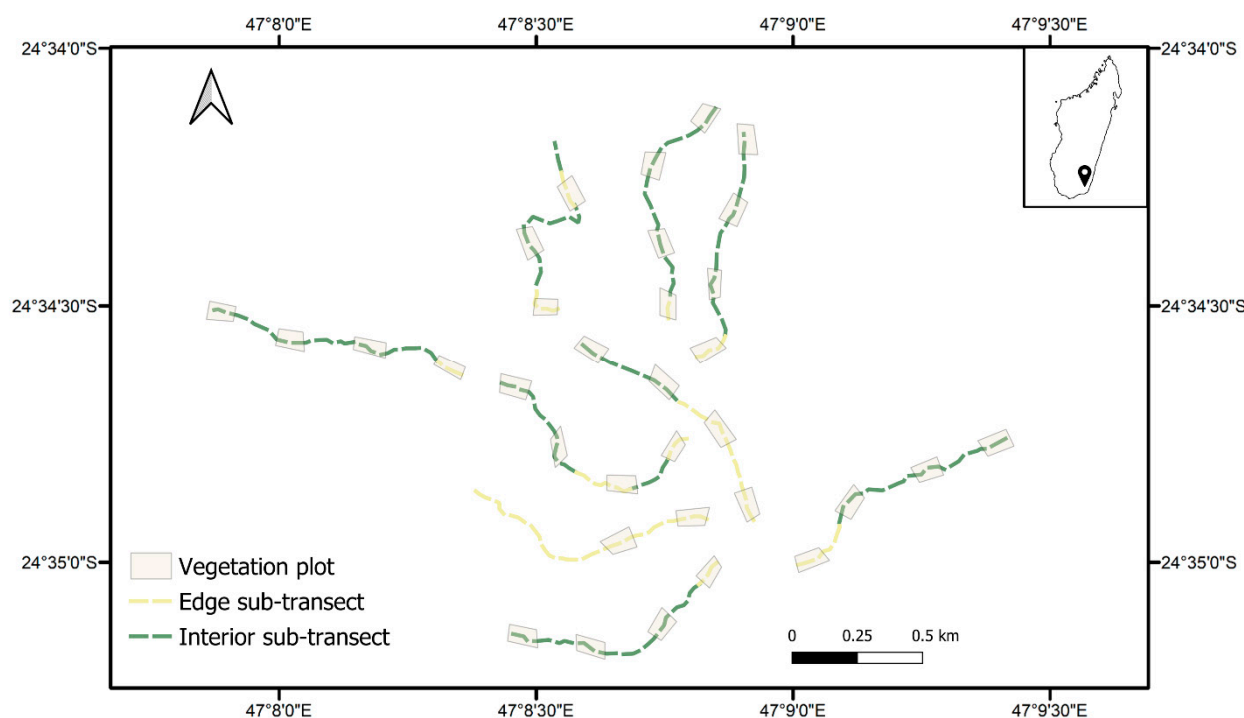 47°8'0"E 47°8'30"E 47°9'0"E 47°9'30"E
24°34'0"S 24°34'0"S
24°34'30"S 24°34'30"S
24°35'0"S 24°35'0"S
Vegetation plot
Edge sub-transect
Interior sub-transect
0 0.25 0.5 km
47°8'0"E 47°8'30"E 47°9'0"E 47°9'30"E